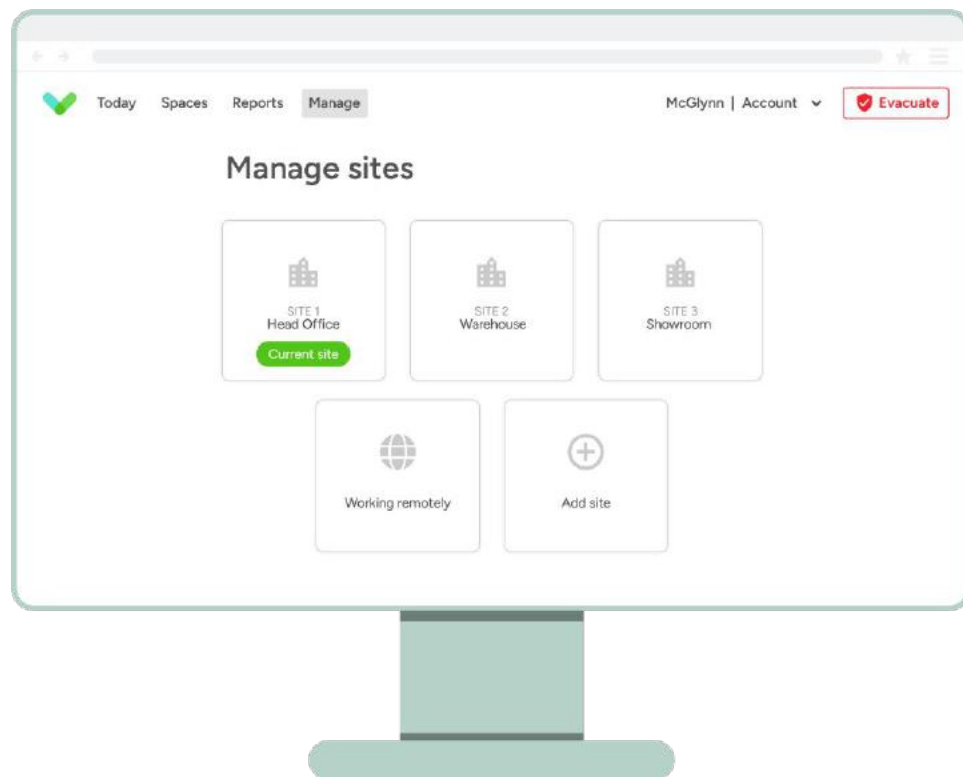 Today Spaces Reports Manage McGlynn | Account Evacuate
Manage sites
SITE 1
Head Office
Current site
SITE 2
Warehouse
SITE 3
Showroom
Working remotely
Add site